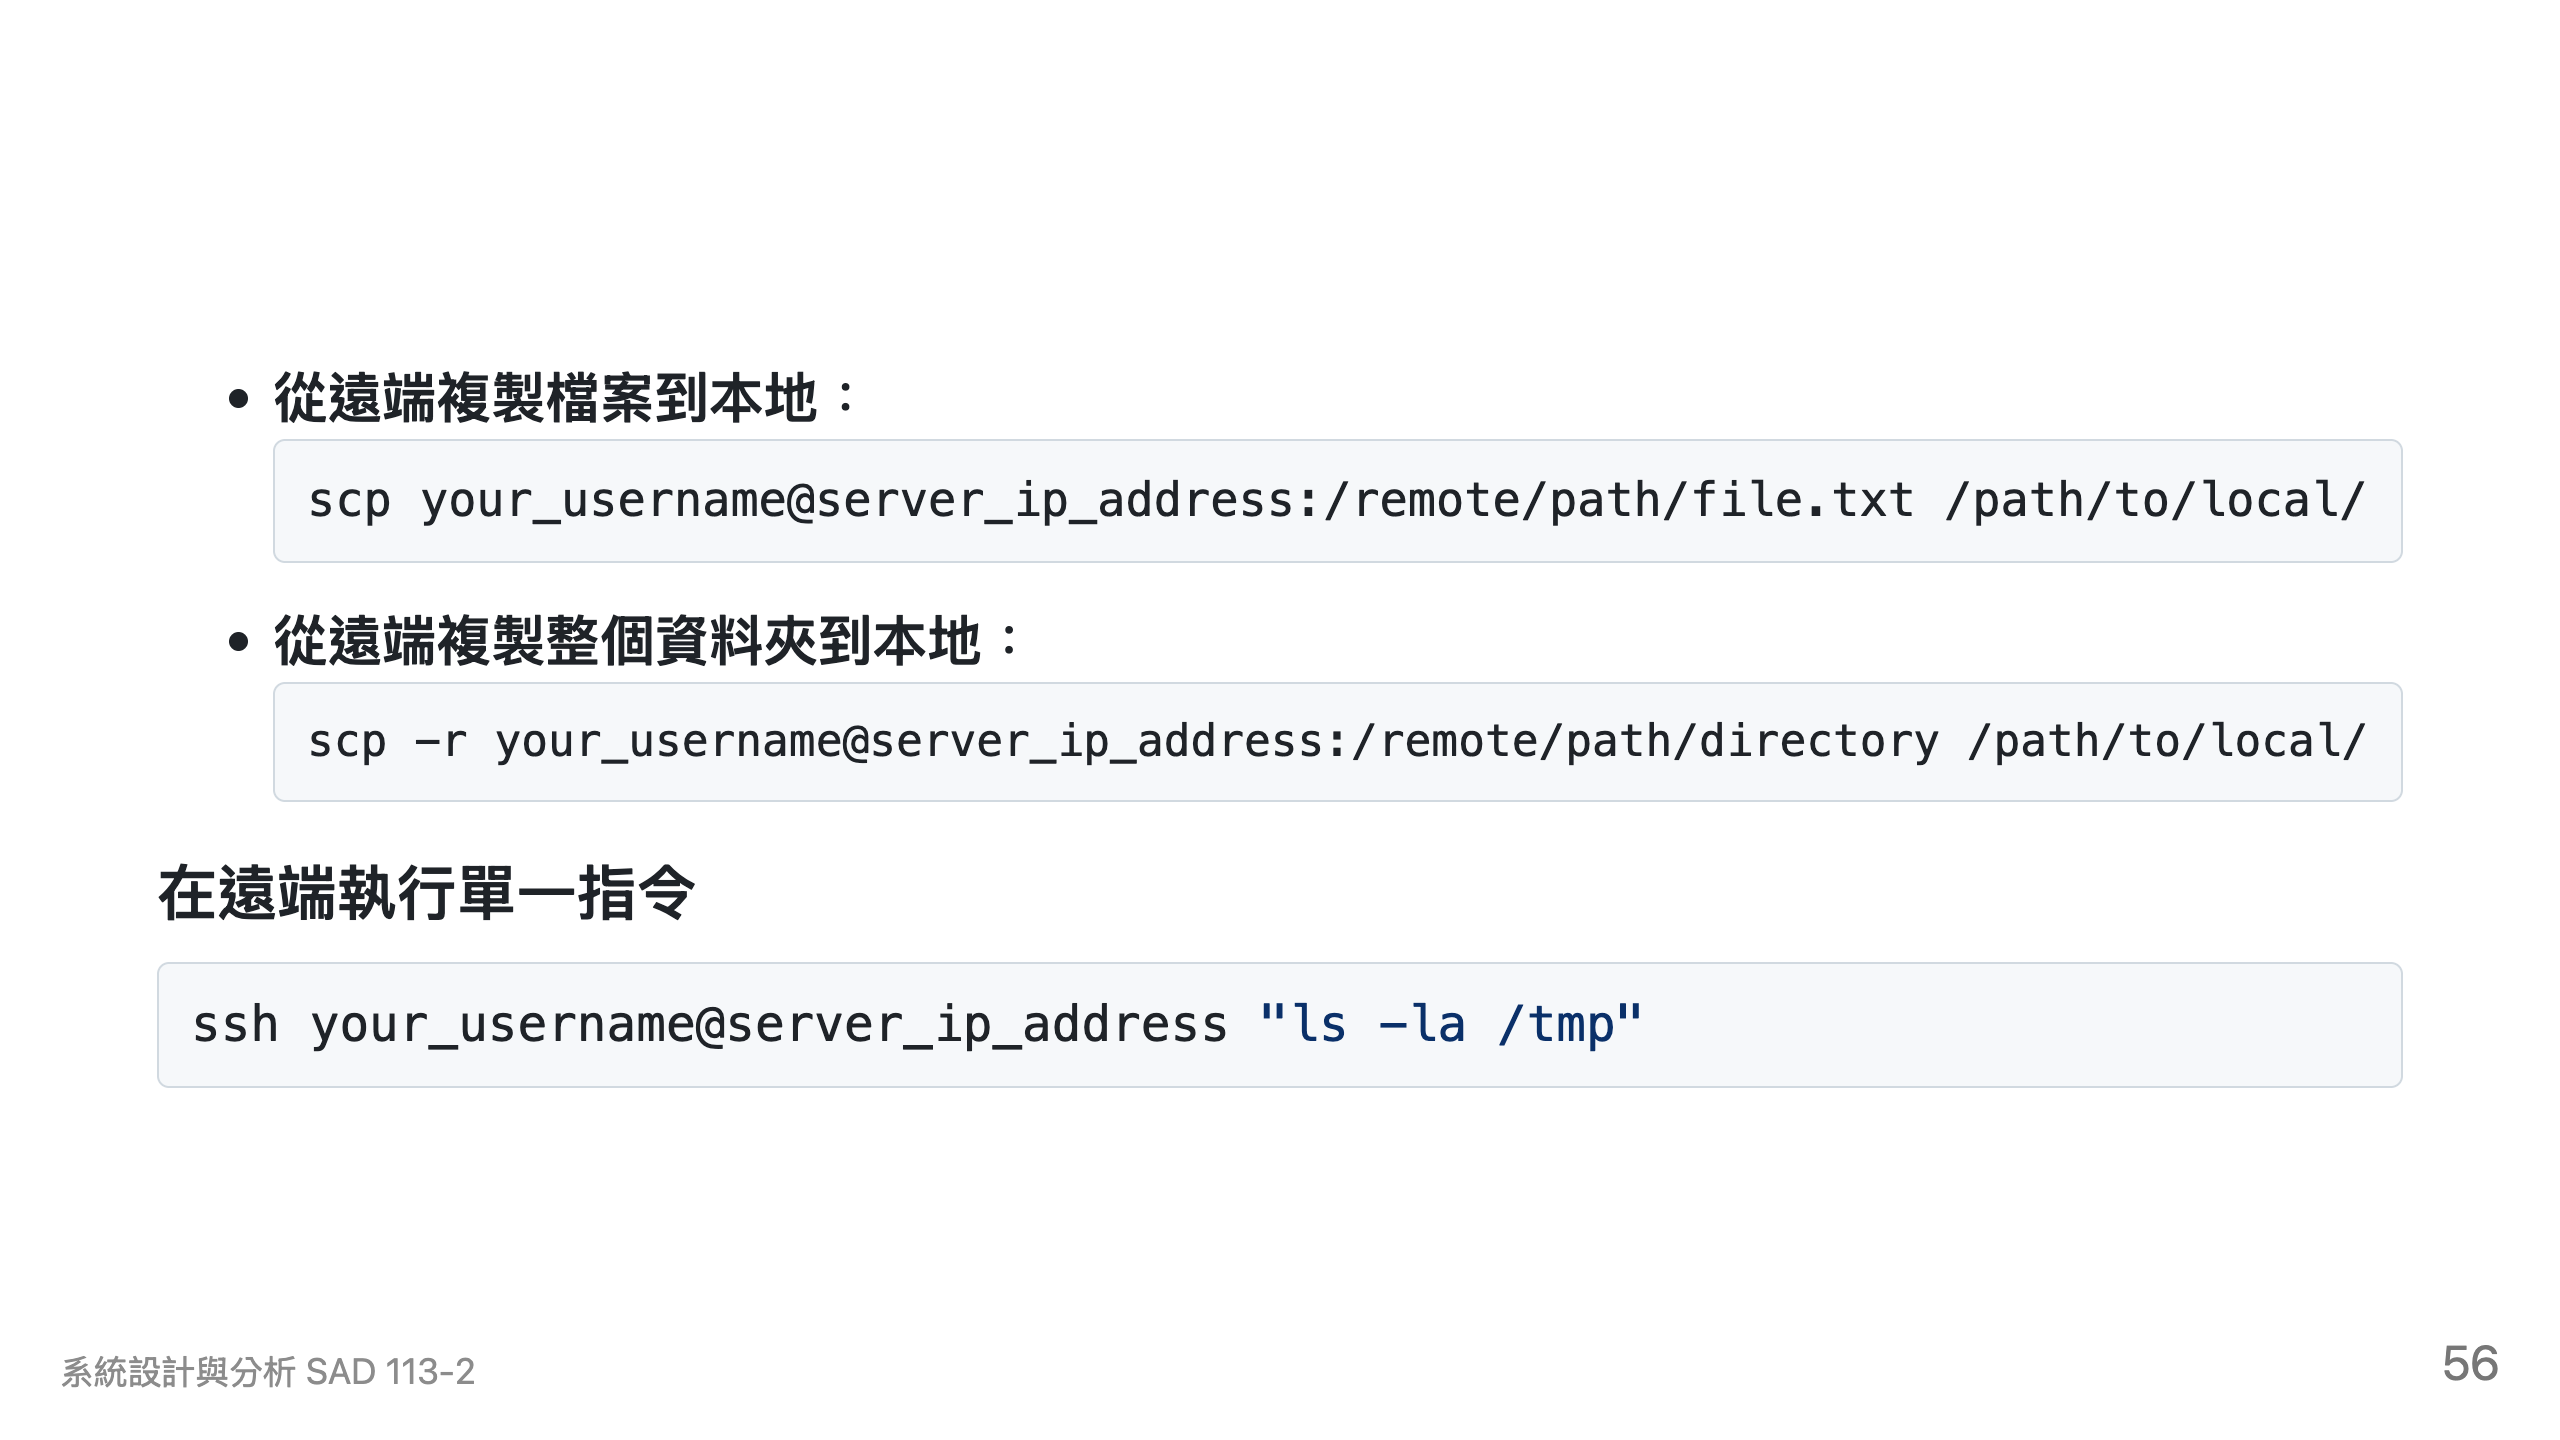 • 從遠端複製檔案到本地：
scp your_username@server_ip_address:/remote/path/file.txt /path/to/local/
• 從遠端複製整個資料夾到本地：
scp -r your_username@server_ip_address:/remote/path/directory /path/to/local/
在遠端執行單一指令
ssh your_username@server_ip_address "ls -la /tmp"
系統設計與分析 SAD 113-2
56